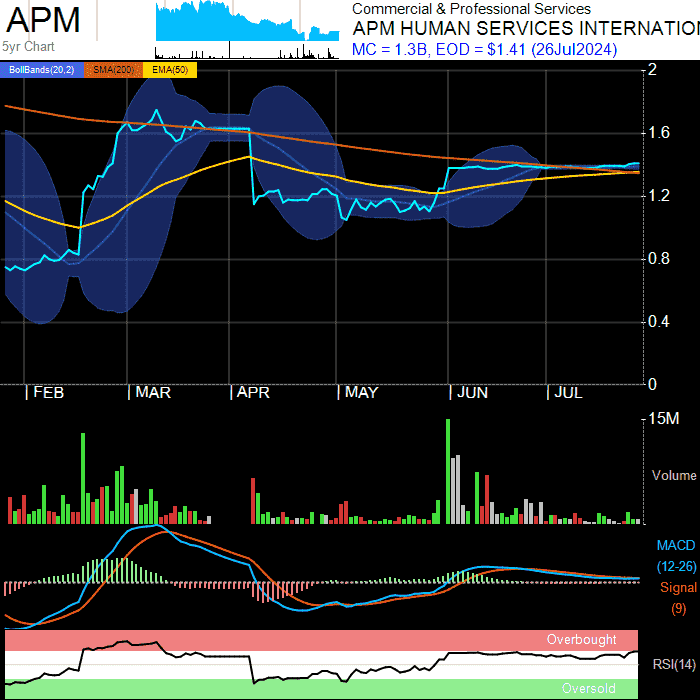 APM
5yr Chart
Commercial & Professional Services
APM HUMAN SERVICES INTERNATION
MC = 1.3B, EOD = $1.41 (26Jul2024)
BollBands(20,2) SMA(200) EMA(50)
2
1.6
1.2
0.8
0.4
0
FEB MAR APR MAY JUN JUL
15M
Volume
MACD
(12-26)
Signal
(9)
Overbought
RSI(14)
Oversold